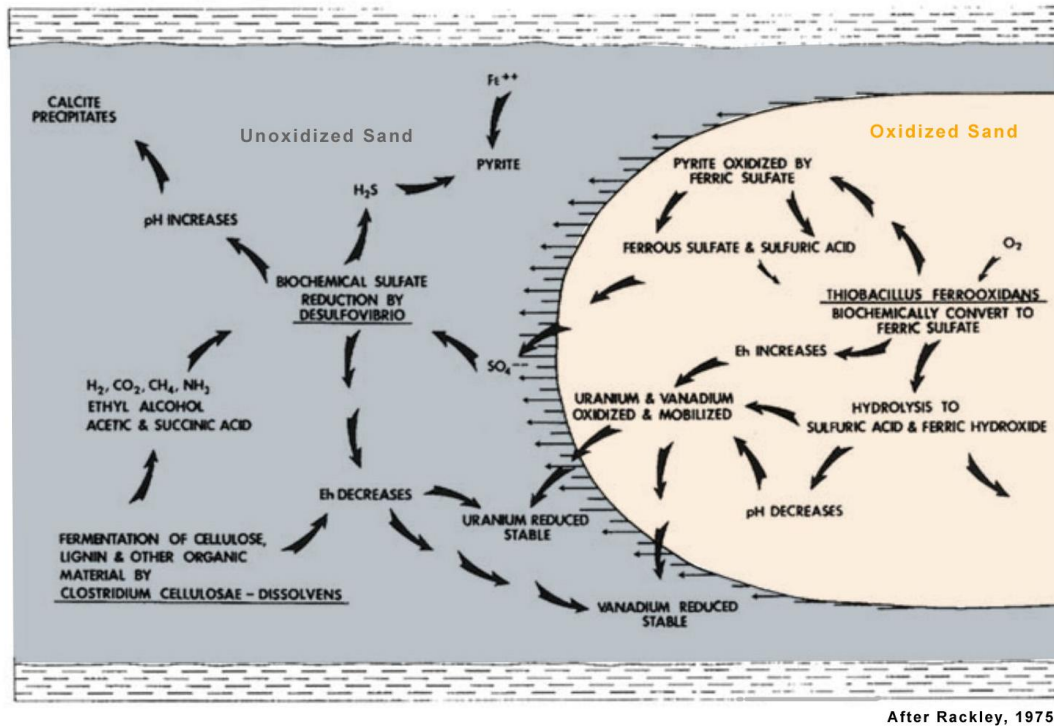 CALCITE
PRECIPITATES
Unoxidized Sand
Fe++
PYRITE
H2S
pH INCREASES
BIOCHEMICAL SULFATE
REDUCTION BY
DESULFOVIBRIO
SO4--
H2, CO2, CH4, NH3
ETHYL ALCOHOL
ACETIC & SUCCINIC ACID
Eh DECREASES
FERMENTATION OF CELLULOSE,
LIGNIN & OTHER ORGANIC
MATERIAL BY
CLOSTRIDIUM CELLULOSAE - DISSOLVENS
URANIUM REDUCED
STABLE
VANADIUM REDUCED
STABLE
Oxidized Sand
PYRITE OXIDIZED BY
FERRIC SULFATE
FERROUS SULFATE & SULFURIC ACID
O2
THIOBACILLUS FERROOXIDANS
BIOCHEMICALLY CONVERT TO
FERRIC SULFATE
Eh INCREASES
URANIUM & VANADIUM
OXIDIZED & MOBILIZED
HYDROLYSIS TO
SULFURIC ACID & FERRIC HYDROXIDE
pH DECREASES
After Rackley, 1975